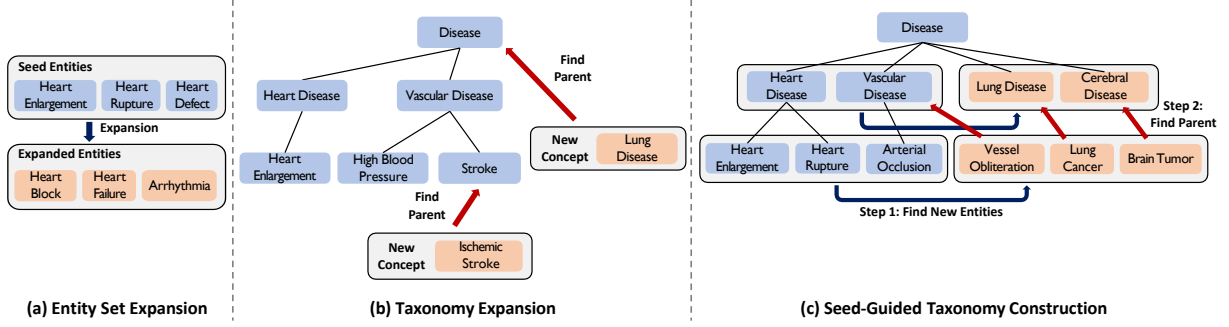 Seed Entities
Heart
Enlargement
Heart
Rupture
Heart
Defect
Expansion
Expanded Entities
Heart
Block
Heart
Failure
Arrhythmia
(a) Entity Set Expansion
Disease
Find
Parent
Heart Disease
Vascular Disease
New
Concept
Lung
Disease
Heart
Enlargement
High Blood
Pressure
Stroke
Find
Parent
New
Concept
Ischemic
Stroke
(b) Taxonomy Expansion
Disease
Heart
Disease
Vascular
Disease
Lung Disease
Cerebral
Disease
Step 2:
Find Parent
Heart
Enlargement
Heart
Rupture
Arterial
Occlusion
Vessel
Obliteration
Lung
Cancer
Brain Tumor
Step 1: Find New Entities
(c) Seed-Guided Taxonomy Construction